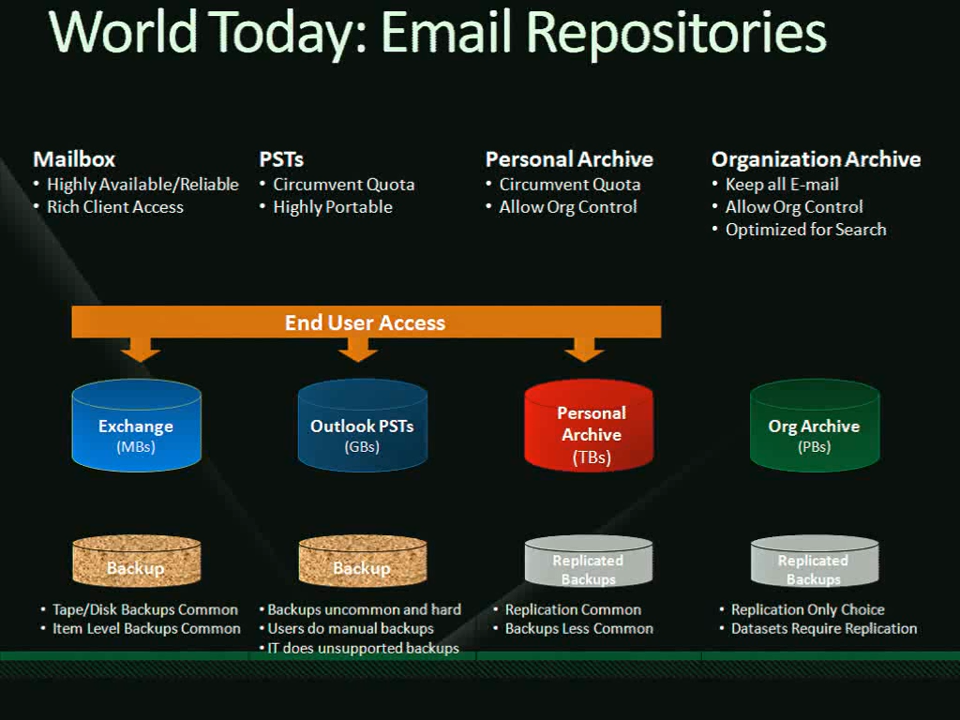 World Today: Email Repositories
Mailbox
• Highly Available/Reliable
• Rich Client Access
PSTs
• Circumvent Quota
• Highly Portable
Personal Archive
• Circumvent Quota
• Allow Org Control
Organization Archive
• Keep all E-mail
• Allow Org Control
• Optimized for Search
End User Access
Exchange
(MBs)
Outlook PSTs
(GBs)
Personal
Archive
(TBs)
Org Archive
(PBs)
Backup
Backup
Replicated
Backups
Replicated
Backups
• Tape/Disk Backups Common
• Item Level Backups Common
• Backups uncommon and hard
• Users do manual backups
• IT does unsupported backups
• Replication Common
• Backups Less Common
• Replication Only Choice
• Datasets Require Replication